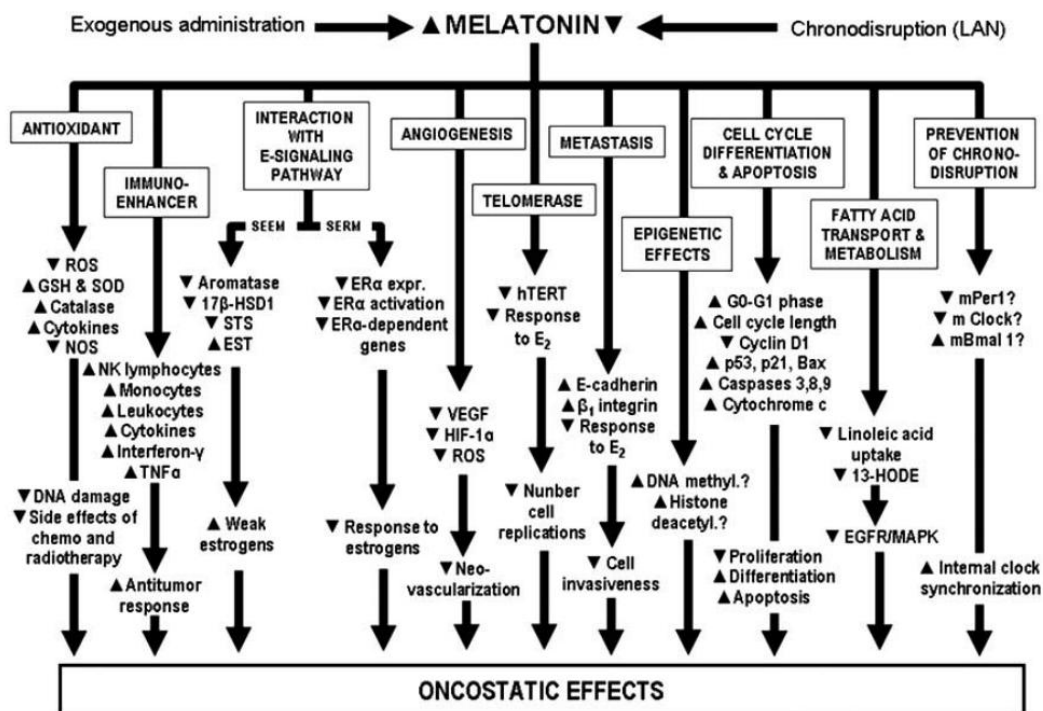 Exogenous administration
▲MELATONIN▼
Chronodisruption (LAN)
ANTIOXIDANT
▼ ROS
▲ GSH & SOD
▲ Catalase
▲ Cytokines
▼ NOS
▼ DNA damage
▼ Side effects of
chemo and
radiotherapy
IMMUNO-
ENHANCER
▲ NK lymphocytes
▲ Monocytes
▲ Leukocytes
▲ Cytokines
▲ Interferon-γ
▲ TNFα
▲ Antitumor
response
INTERACTION
WITH
E-SIGNALING
PATHWAY
SEEM
SERM
▼ Aromatase
▼ 17β-HSD1
▼ STS
▲ EST
▲ Weak
estrogens
▼ ERα expr.
▼ ERα activation
▼ ERα-dependent
genes
▼ Response to
estrogens
ANGIOGENESIS
▼ VEGF
▼ HIF-1α
▼ ROS
▼ Neo-
vascularization
TELOMERASE
▼ hTERT
▼ Response
to E₂
▼ Nunber
cell
replications
METASTASIS
▲ E-cadherin
▲ β₁ integrin
▼ Response
to E₂
▼ Cell
invasiveness
EPIGENETIC
EFFECTS
▲ DNA methyl.?
▲ Histone
deacetyl.?
CELL CYCLE
DIFFERENTIATION
& APOPTOSIS
▲ G0-G1 phase
▲ Cell cycle length
▼ Cyclin D1
▲ p53, p21, Bax
▲ Caspases 3,8,9
▲ Cytochrome c
▼ Proliferation
▲ Differentiation
▲ Apoptosis
FATTY ACID
TRANSPORT &
METABOLISM
▼ Linoleic acid
uptake
▼ 13-HODE
▼ EGFR/MAPK
PREVENTION
OF CHRONO-
DISRUPTION
▼ mPer1?
▼ m Clock?
▲ mBmal 1?
▲ Internal clock
synchronization
ONCOSTATIC EFFECTS